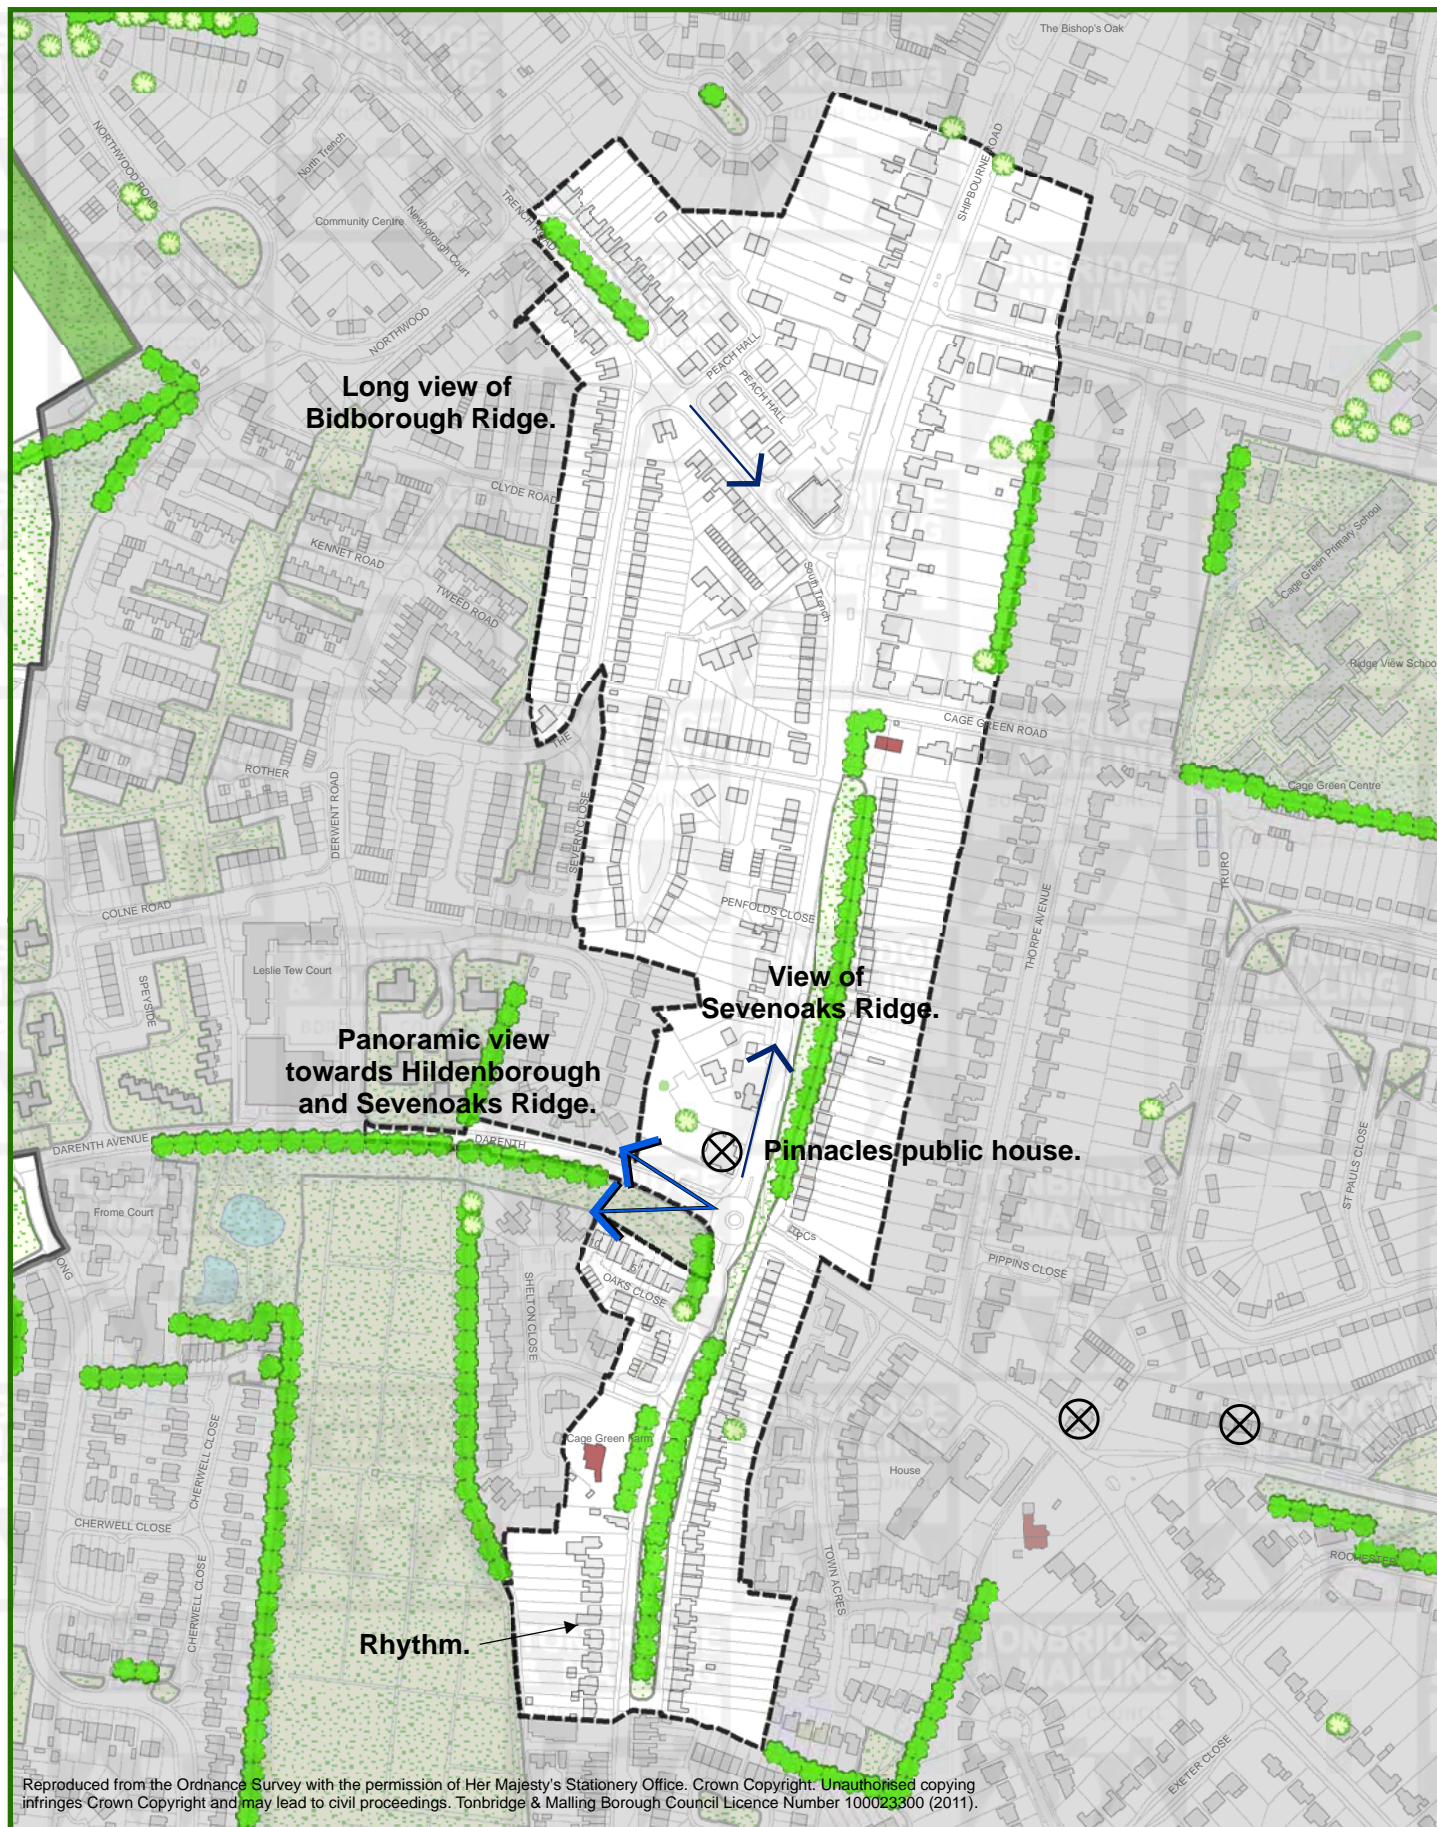 The Bishop's Oak
NORTHWOOD ROAD
North Trench
Community Centre
Newborough Court
TRENCH ROAD
SHIPBOURNE ROAD
NORTHWOOD
PEACH HALL
PEACH HALL
Long view of
Bidborough Ridge.
CLYDE ROAD
KENNET ROAD
TWEED ROAD
South Trench
Cage Green Primary School
Ridge View School
CAGE GREEN ROAD
THE
ROTHER
DERWENT ROAD
SEVERN CLOSE
Cage Green Centre
TRURO
COLNE ROAD
PENFOLDS CLOSE
THORPE AVENUE
Leslie Tew Court
SPEYSIDE
View of
Sevenoaks Ridge.
Panoramic view
towards Hildenborough
and Sevenoaks Ridge.
DARENTH AVENUE
DARENTH
Pinnacles public house.
ST PAULS CLOSE
Frome Court
LONG
PCs
PIPPINS CLOSE
OAKS CLOSE
SHELTON CLOSE
Cage Green Farm
House
CHERWELL CLOSE
CHERWELL CLOSE
CHERWELL CLOSE
TOWN ACRES
ROCHESTER
Rhythm.
EXETER CLOSE
Reproduced from the Ordnance Survey with the permission of Her Majesty's Stationery Office. Crown Copyright. Unauthorised copying
infringes Crown Copyright and may lead to civil proceedings. Tonbridge & Malling Borough Council Licence Number 100023300 (2011).